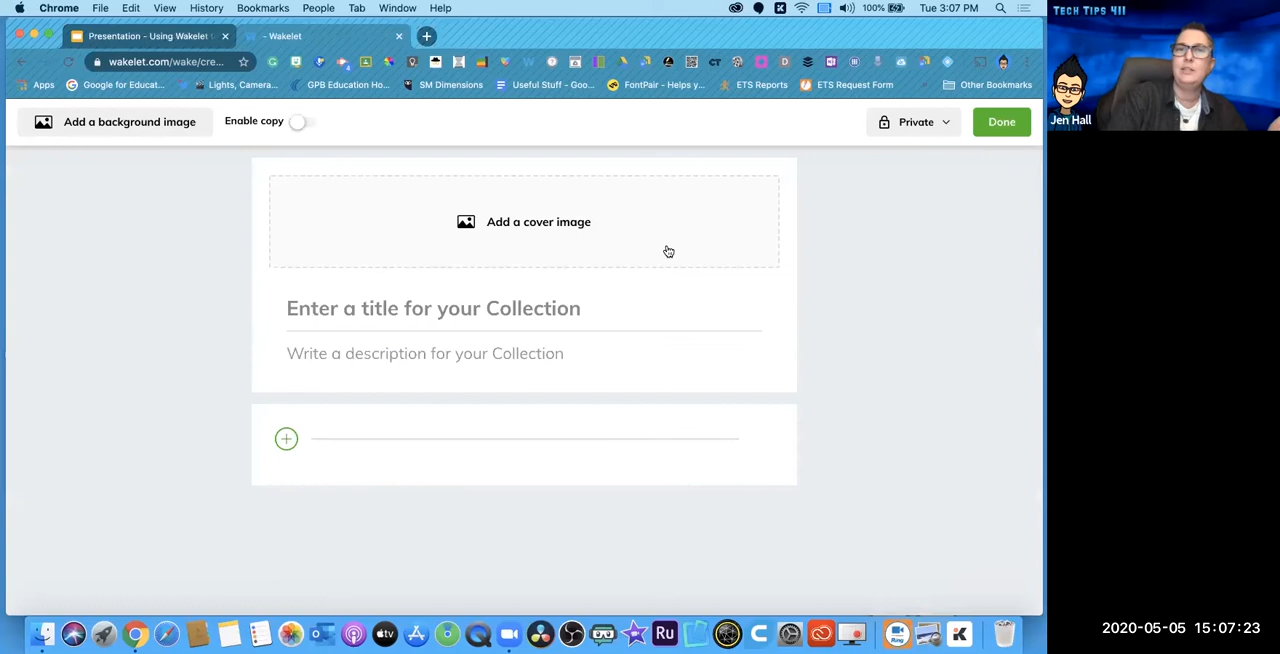 Chrome File Edit View History Bookmarks People Tab Window Help 100% Tue 3:07 PM
TECH TIPS 411
Presentation - Using Wakelet
- Wakelet
wakelet.com/wake/cre...
Apps Google for Educat... Lights, Camera... GPB Education Ho... SM Dimensions Useful Stuff - Goo... FontPair - Helps y... ETS Reports ETS Request Form Other Bookmarks
Jen Hall
Add a background image Enable copy Private Done
Add a cover image
Enter a title for your Collection
Write a description for your Collection
2020-05-05 15:07:23